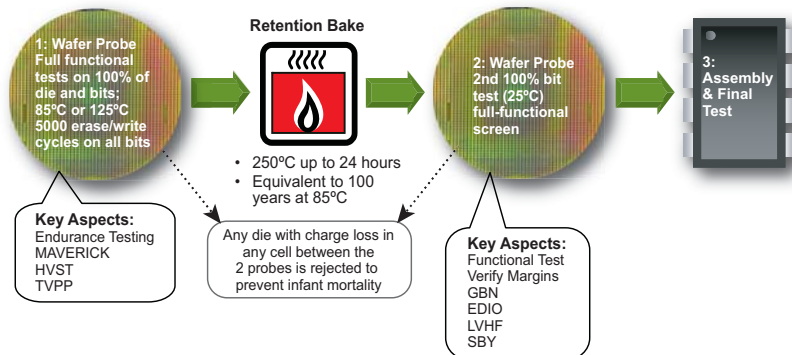 1: Wafer Probe
Full functional
tests on 100% of
die and bits;
85ºC or 125ºC
5000 erase/write
cycles on all bits
Key Aspects:
Endurance Testing
MAVERICK
HVST
TVPP
Retention Bake
• 250ºC up to 24 hours
• Equivalent to 100
years at 85ºC
Any die with charge loss in
any cell between the
2 probes is rejected to
prevent infant mortality
2: Wafer Probe
2nd 100% bit
test (25ºC)
full-functional
screen
Key Aspects:
Functional Test
Verify Margins
GBN
EDIO
LVHF
SBY
3:
Assembly
& Final
Test